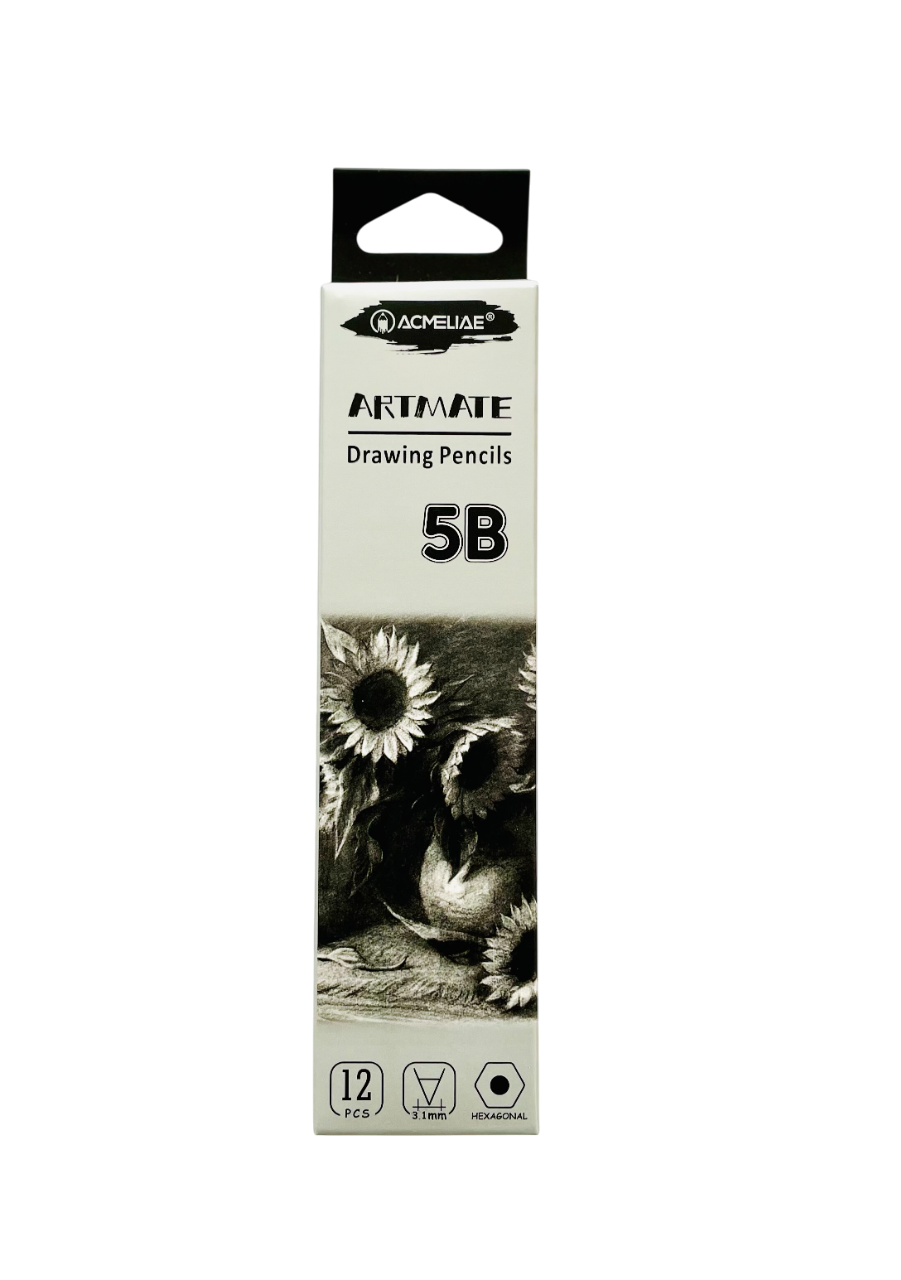 ACMELIAE®
ARTMATE
Drawing Pencils
5B
12
PCS
3.1mm
HEXAGONAL